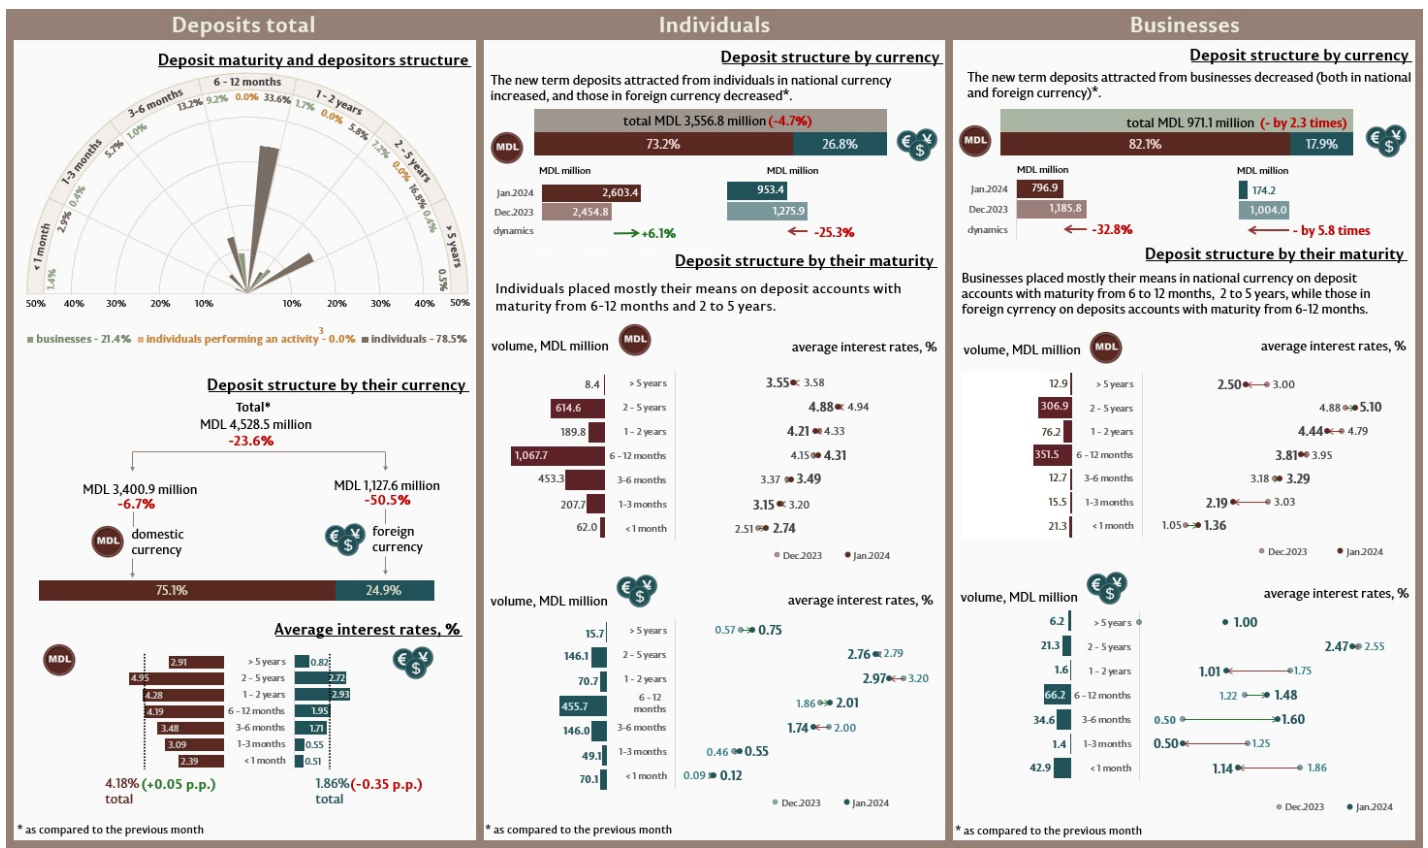 Deposits total
Deposit maturity and depositors structure
6 - 12 months
3-6 months
1 - 2 years
1-3 months
2 - 5 years
< 1 month
> 5 years
1.4%
2.9%
0.4%
5.7%
1.0%
13.2%
9.2%
0.0%
33.6%
1.7%
0.0%
5.8%
7.2%
0.0%
16.8%
0.4%
0.5%
50% 40% 30% 20% 10% 10% 20% 30% 40% 50%
businesses - 21.4% individuals performing an activity 3 - 0.0% individuals - 78.5%
Deposit structure by their currency
Total*
MDL 4,528.5 million
-23.6%
MDL 3,400.9 million
-6.7%
MDL 1,127.6 million
-50.5%
MDL domestic currency
€ ¥ $ foreign currency
75.1% 24.9%
Average interest rates, %
MDL
€ ¥ $
2.91 > 5 years 0.82
4.95 2 - 5 years 2.72
4.28 1 - 2 years 2.93
4.19 6 - 12 months 1.95
3.48 3-6 months 1.71
3.09 1-3 months 0.55
2.39 < 1 month 0.51
4.18% (+0.05 p.p.) 1.86% (-0.35 p.p.)
total total
* as compared to the previous month
Individuals
Deposit structure by currency
The new term deposits attracted from individuals in national currency
increased, and those in foreign currency decreased*.
total MDL 3,556.8 million (-4.7%)
MDL 73.2% 26.8% € ¥ $
MDL million MDL million
Jan.2024 2,603.4 953.4
Dec.2023 2,454.8 1,275.9
dynamics +6.1% -25.3%
Deposit structure by their maturity
Individuals placed mostly their means on deposit accounts with
maturity from 6-12 months and 2 to 5 years.
volume, MDL million MDL average interest rates, %
8.4 > 5 years 3.55 3.58
614.6 2 - 5 years 4.88 4.94
189.8 1 - 2 years 4.21 4.33
1,067.7 6 - 12 months 4.15 4.31
453.3 3-6 months 3.37 3.49
207.7 1-3 months 3.15 3.20
62.0 < 1 month 2.51 2.74
Dec.2023 Jan.2024
volume, MDL million € ¥ $ average interest rates, %
15.7 > 5 years 0.57 0.75
146.1 2 - 5 years 2.76 2.79
70.7 1 - 2 years 2.97 3.20
455.7 6 - 12 months 1.86 2.01
146.0 3-6 months 1.74 2.00
49.1 1-3 months 0.46 0.55
70.1 < 1 month 0.09 0.12
Dec.2023 Jan.2024
* as compared to the previous month
Businesses
Deposit structure by currency
The new term deposits attracted from businesses decreased (both in national
and foreign currency)*.
total MDL 971.1 million (- by 2.3 times)
MDL 82.1% 17.9% € ¥ $
MDL million MDL million
Jan.2024 796.9 174.2
Dec.2023 1,185.8 1,004.0
dynamics -32.8% - by 5.8 times
Deposit structure by their maturity
Businesses placed mostly their means in national currency on deposit
accounts with maturity from 6 to 12 months, 2 to 5 years, while those in
foreign cyrrency on deposits accounts with maturity from 6-12 months.
volume, MDL million MDL average interest rates, %
12.9 > 5 years 2.50 3.00
306.9 2 - 5 years 4.88 5.10
76.2 1 - 2 years 4.44 4.79
351.5 6 - 12 months 3.81 3.95
12.7 3-6 months 3.18 3.29
15.5 1-3 months 2.19 3.03
21.3 < 1 month 1.05 1.36
Dec.2023 Jan.2024
volume, MDL million € ¥ $ average interest rates, %
6.2 > 5 years 1.00
21.3 2 - 5 years 2.47 2.55
1.6 1 - 2 years 1.01 1.75
66.2 6 - 12 months 1.22 1.48
34.6 3-6 months 0.50 1.60
1.4 1-3 months 0.50 1.25
42.9 < 1 month 1.14 1.86
Dec.2023 Jan.2024
* as compared to the previous month